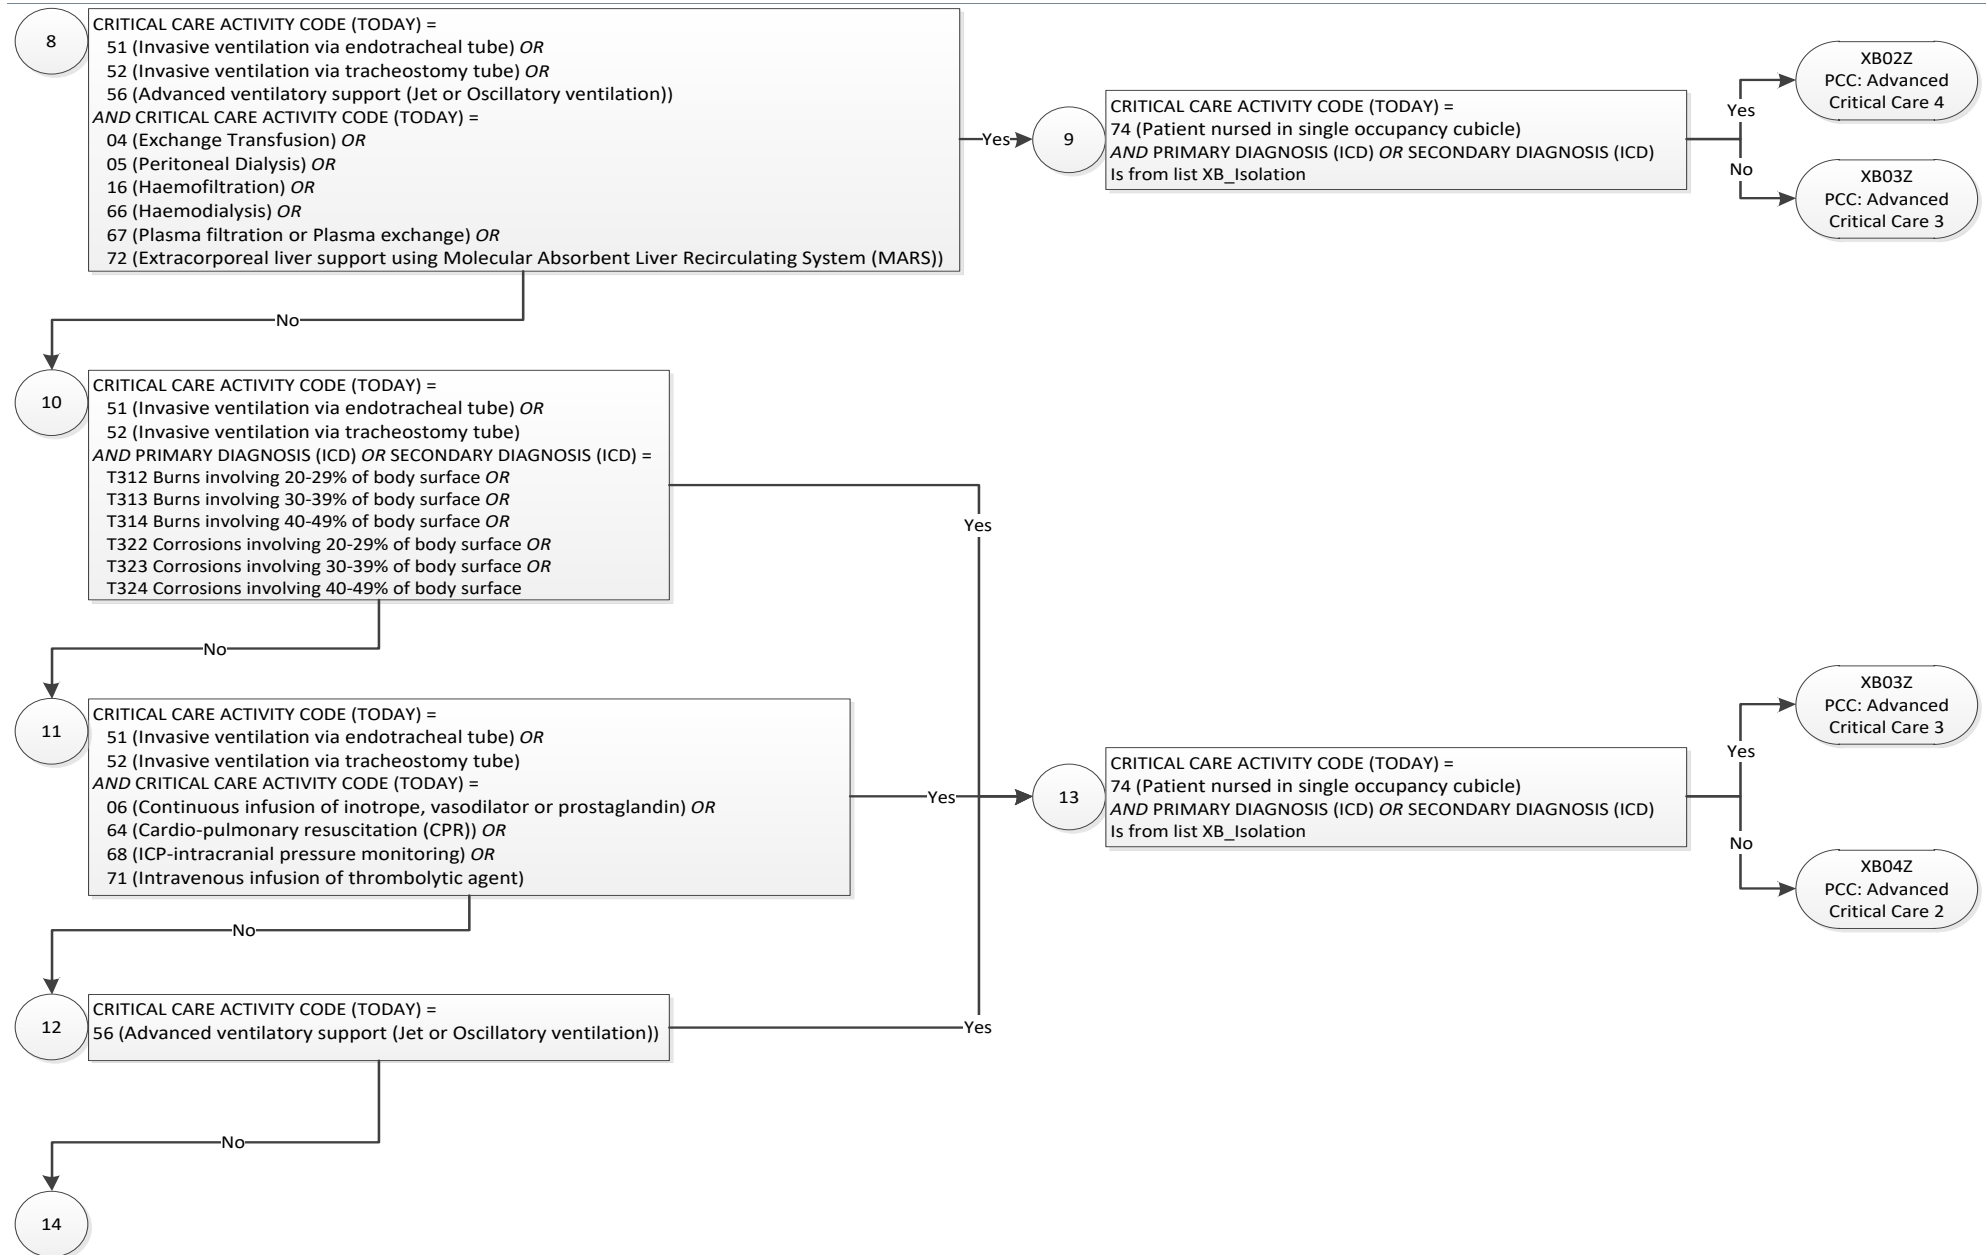 8
CRITICAL CARE ACTIVITY CODE (TODAY) =
51 (Invasive ventilation via endotracheal tube) OR
52 (Invasive ventilation via tracheostomy tube) OR
56 (Advanced ventilatory support (Jet or Oscillatory ventilation))
AND CRITICAL CARE ACTIVITY CODE (TODAY) =
04 (Exchange Transfusion) OR
05 (Peritoneal Dialysis) OR
16 (Haemofiltration) OR
66 (Haemodialysis) OR
67 (Plasma filtration or Plasma exchange) OR
72 (Extracorporeal liver support using Molecular Absorbent Liver Recirculating System (MARS))
Yes
9
CRITICAL CARE ACTIVITY CODE (TODAY) =
74 (Patient nursed in single occupancy cubicle)
AND PRIMARY DIAGNOSIS (ICD) OR SECONDARY DIAGNOSIS (ICD)
Is from list XB_Isolation
Yes
XB02Z
PCC: Advanced
Critical Care 4
No
XB03Z
PCC: Advanced
Critical Care 3
No
10
CRITICAL CARE ACTIVITY CODE (TODAY) =
51 (Invasive ventilation via endotracheal tube) OR
52 (Invasive ventilation via tracheostomy tube)
AND PRIMARY DIAGNOSIS (ICD) OR SECONDARY DIAGNOSIS (ICD) =
T312 Burns involving 20-29% of body surface OR
T313 Burns involving 30-39% of body surface OR
T314 Burns involving 40-49% of body surface OR
T322 Corrosions involving 20-29% of body surface OR
T323 Corrosions involving 30-39% of body surface OR
T324 Corrosions involving 40-49% of body surface
Yes
No
11
CRITICAL CARE ACTIVITY CODE (TODAY) =
51 (Invasive ventilation via endotracheal tube) OR
52 (Invasive ventilation via tracheostomy tube)
AND CRITICAL CARE ACTIVITY CODE (TODAY) =
06 (Continuous infusion of inotrope, vasodilator or prostaglandin) OR
64 (Cardio-pulmonary resuscitation (CPR)) OR
68 (ICP-intracranial pressure monitoring) OR
71 (Intravenous infusion of thrombolytic agent)
Yes
13
CRITICAL CARE ACTIVITY CODE (TODAY) =
74 (Patient nursed in single occupancy cubicle)
AND PRIMARY DIAGNOSIS (ICD) OR SECONDARY DIAGNOSIS (ICD)
Is from list XB_Isolation
Yes
XB03Z
PCC: Advanced
Critical Care 3
No
XB04Z
PCC: Advanced
Critical Care 2
No
12
CRITICAL CARE ACTIVITY CODE (TODAY) =
56 (Advanced ventilatory support (Jet or Oscillatory ventilation))
Yes
No
14